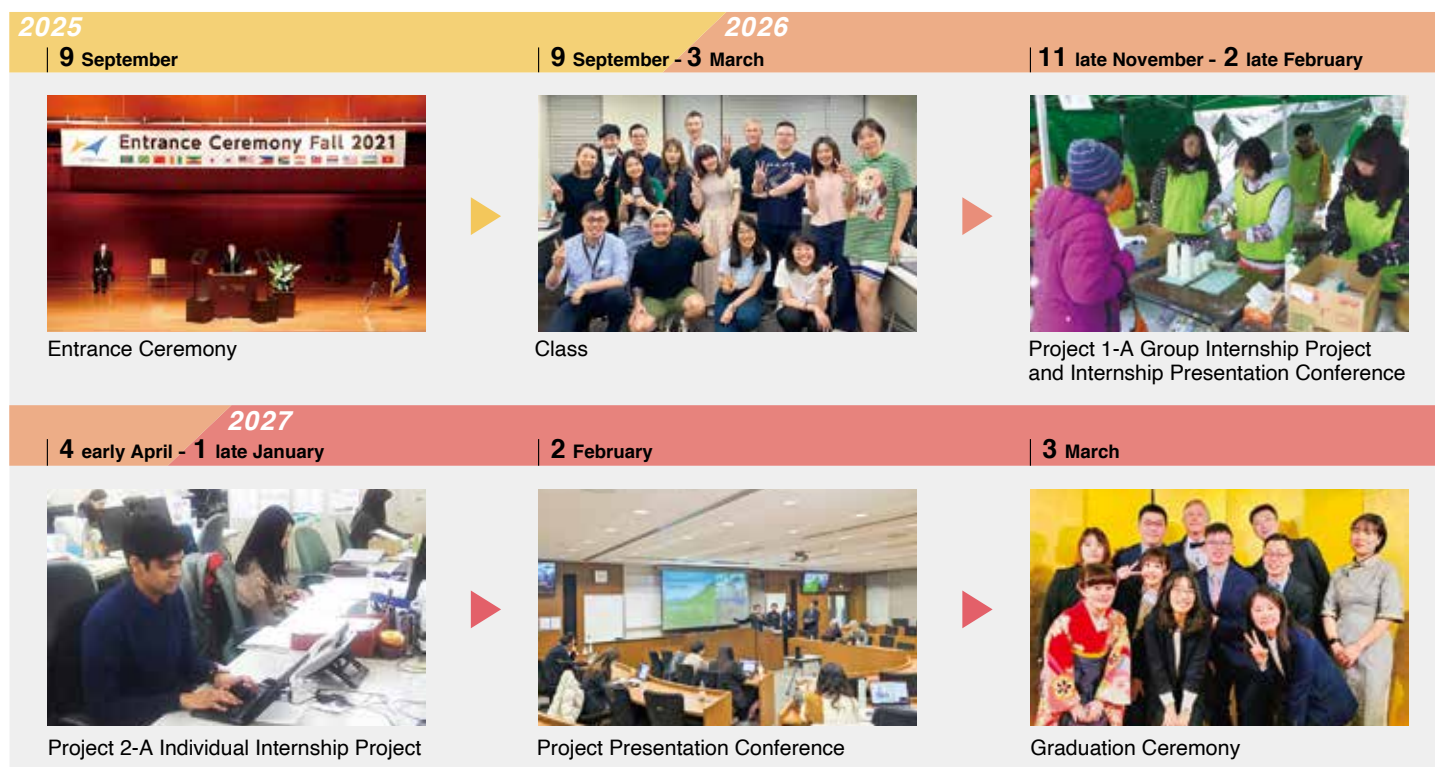 2025
2026
9 September
9 September - 3 March
11 late November - 2 late February
Entrance Ceremony Fall 2021
Entrance Ceremony
Class
Project 1-A Group Internship Project
and Internship Presentation Conference
2027
4 early April - 1 late January
2 February
3 March
Project 2-A Individual Internship Project
Project Presentation Conference
Graduation Ceremony